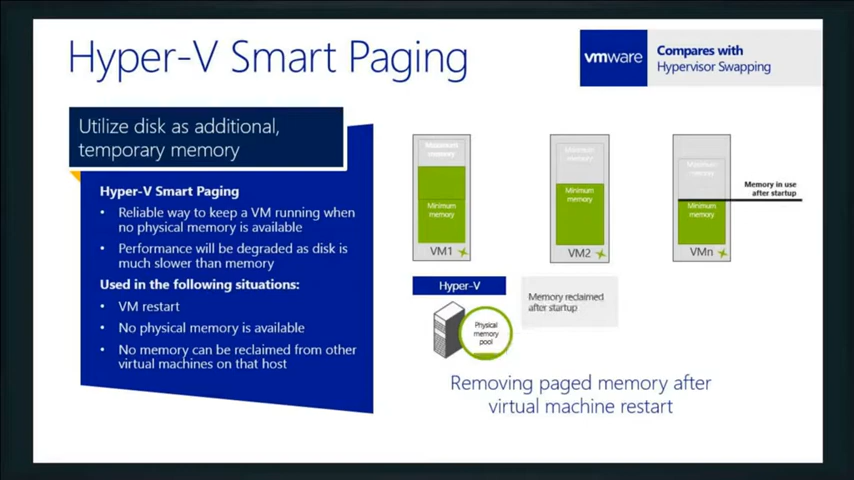 Hyper-V Smart Paging
vmware
Compares with
Hypervisor Swapping
Utilize disk as additional,
temporary memory
Hyper-V Smart Paging
• Reliable way to keep a VM running when
no physical memory is available
• Performance will be degraded as disk is
much slower than memory
Used in the following situations:
• VM restart
• No physical memory is available
• No memory can be reclaimed from other
virtual machines on that host
Maximum
memory
Minimum
memory
VM1
Maximum
memory
Minimum
memory
VM2
Maximum
memory
Minimum
memory
VMn
Memory in use
after startup
Hyper-V
Physical
memory
pool
Memory reclaimed
after startup
Removing paged memory after
virtual machine restart